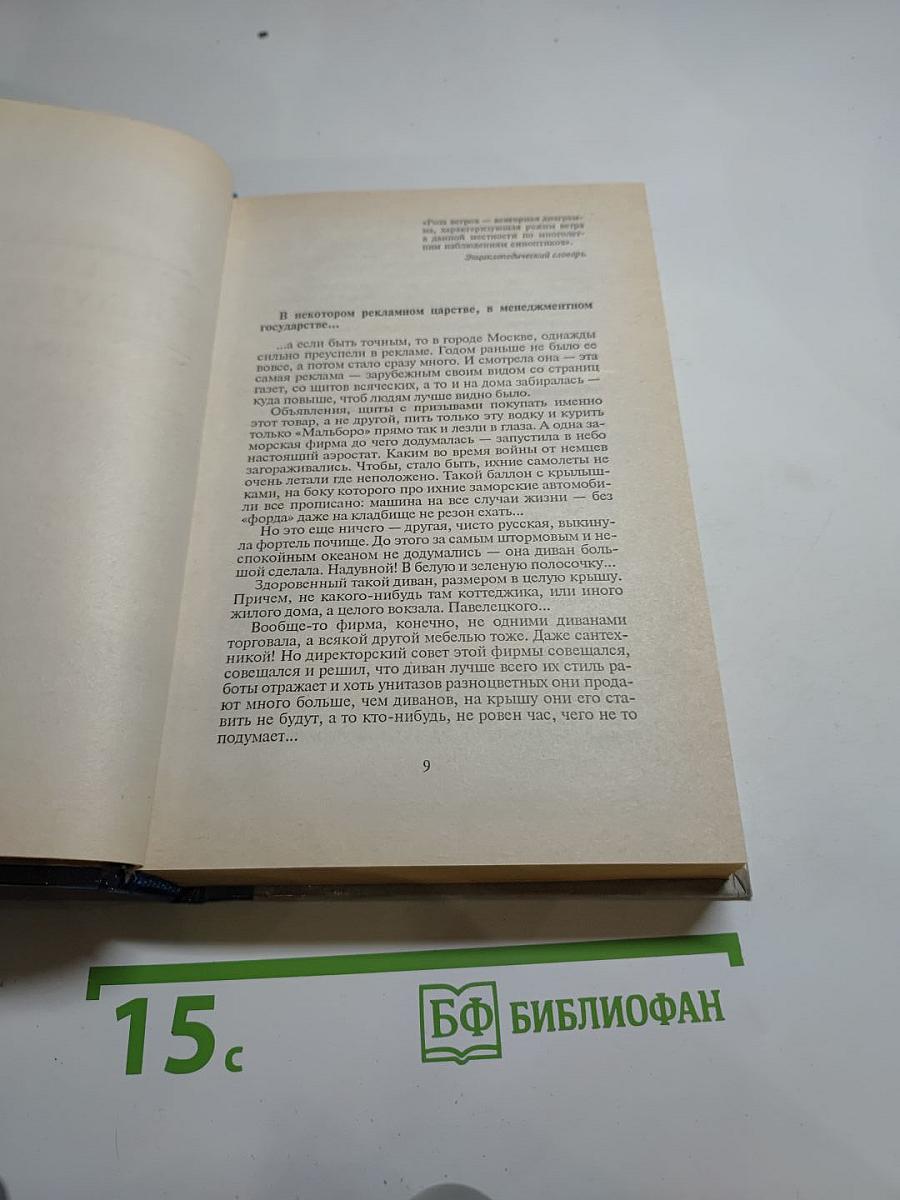 «Роза ветров — векторная диаграм-
ма, характеризующая режим ветра
в данной местности по многолет-
ним наблюдениям синоптиков».
Энциклопедический словарь.
В некотором рекламном царстве, в менеджментном
государстве...
...а если быть точным, то в городе Москве, однажды
сильно преуспели в рекламе. Годом раньше не было ее
вовсе, а потом стало сразу много. И смотрела она — эта
самая реклама — зарубежным своим видом со страниц
газет, со щитов всяческих, а то и на дома забиралась —
куда повыше, чтоб людям лучше видно было.
Объявления, щиты с призывами покупать именно
этот товар, а не другой, пить только эту водку и курить
только «Мальборо» прямо так и лезли в глаза. А одна за-
морская фирма до чего додумалась — запустила в небо
настоящий аэростат. Каким во время войны от немцев
загораживались. Чтобы, стало быть, ихние самолеты не
очень летали где неположено. Такой баллон с крылыш-
ками, на боку которого про ихние заморские автомоби-
ли все прописано: машина на все случаи жизни — без
«форда» даже на кладбище не резон ехать...
Но это еще ничего — другая, чисто русская, выкину-
ла фортель почище. До этого за самым штормовым и не-
спокойным океаном не додумались — она диван боль-
шой сделала. Надувной! В белую и зеленую полосочку...
Здоровенный такой диван, размером в целую крышу.
Причем, не какого-нибудь там коттеджика, или иного
жилого дома, а целого вокзала. Павелецкого...
Вообще-то фирма, конечно, не одними диванами
торговала, а всякой другой мебелью тоже. Даже сантех-
никой! Но директорский совет этой фирмы совещался,
совещался и решил, что диван лучше всего их стиль ра-
боты отражает и хоть унитазов разноцветных они прода-
ют много больше, чем диванов, на крышу они его ста-
вить не будут, а то кто-нибудь, не ровен час, чего не то
подумает...
9
15 с
БФ БИБЛИОФАН